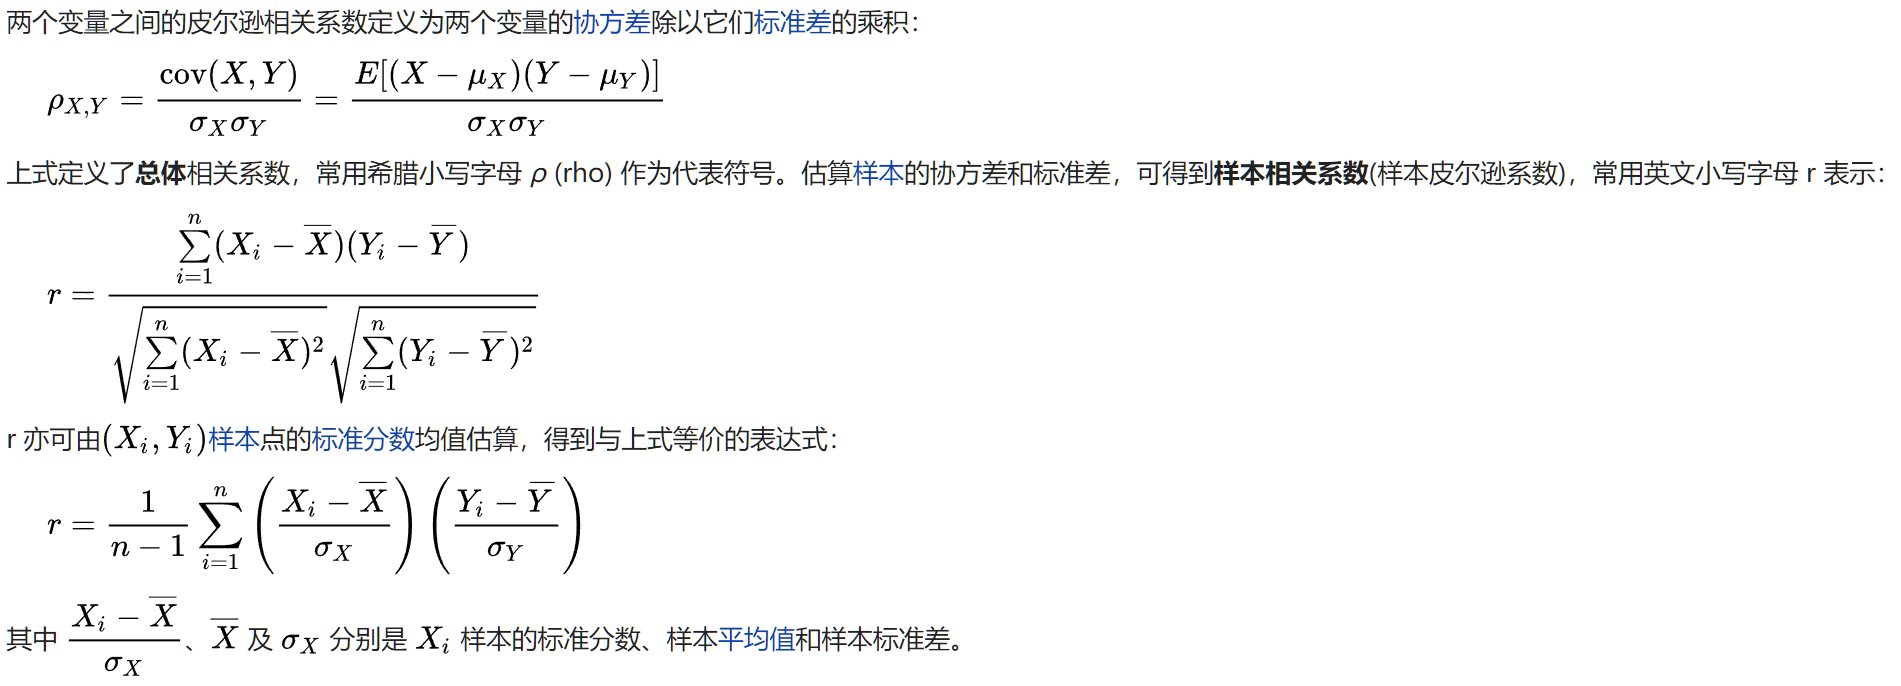 两个变量之间的皮尔逊相关系数定义为两个变量的协方差除以它们标准差的乘积：
$\rho_{X,Y} = \frac{\operatorname{cov}(X,Y)}{\sigma_X \sigma_Y} = \frac{E[(X-\mu_X)(Y-\mu_Y)]}{\sigma_X \sigma_Y}$
上式定义了总体相关系数，常用希腊小写字母 ρ (rho) 作为代表符号。估算样本的协方差和标准差，可得到样本相关系数(样本皮尔逊系数)，常用英文小写字母 r 表示：
$r = \frac{\sum\limits_{i=1}^{n}(X_i-\overline{X})(Y_i-\overline{Y})}{\sqrt{\sum\limits_{i=1}^{n}(X_i-\overline{X})^2}\sqrt{\sum\limits_{i=1}^{n}(Y_i-\overline{Y})^2}}$
r 亦可由$(X_i, Y_i)$样本点的标准分数均值估算，得到与上式等价的表达式：
$r = \frac{1}{n-1}\sum_{i=1}^{n}\left(\frac{X_i-\overline{X}}{\sigma_X}\right)\left(\frac{Y_i-\overline{Y}}{\sigma_Y}\right)$
其中 $\frac{X_i-\overline{X}}{\sigma_X}$、$\overline{X}$ 及 $\sigma_X$ 分别是 $X_i$ 样本的标准分数、样本平均值和样本标准差。